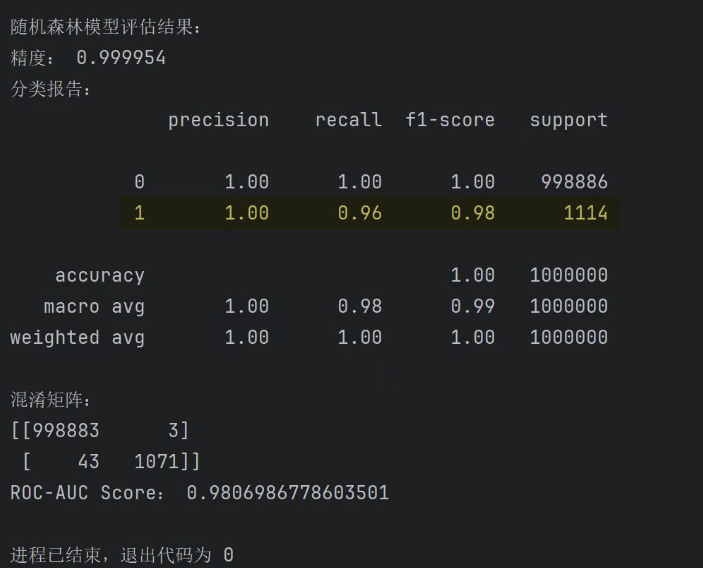 随机森林模型评估结果：
精度： 0.999954
分类报告：
precision recall f1-score support
0 1.00 1.00 1.00 998886
1 1.00 0.96 0.98 1114
accuracy 1.00 1000000
macro avg 1.00 0.98 0.99 1000000
weighted avg 1.00 1.00 1.00 1000000
混淆矩阵：
[[998883 3]
[ 43 1071]]
ROC-AUC Score： 0.9806986778603501
进程已结束，退出代码为 0